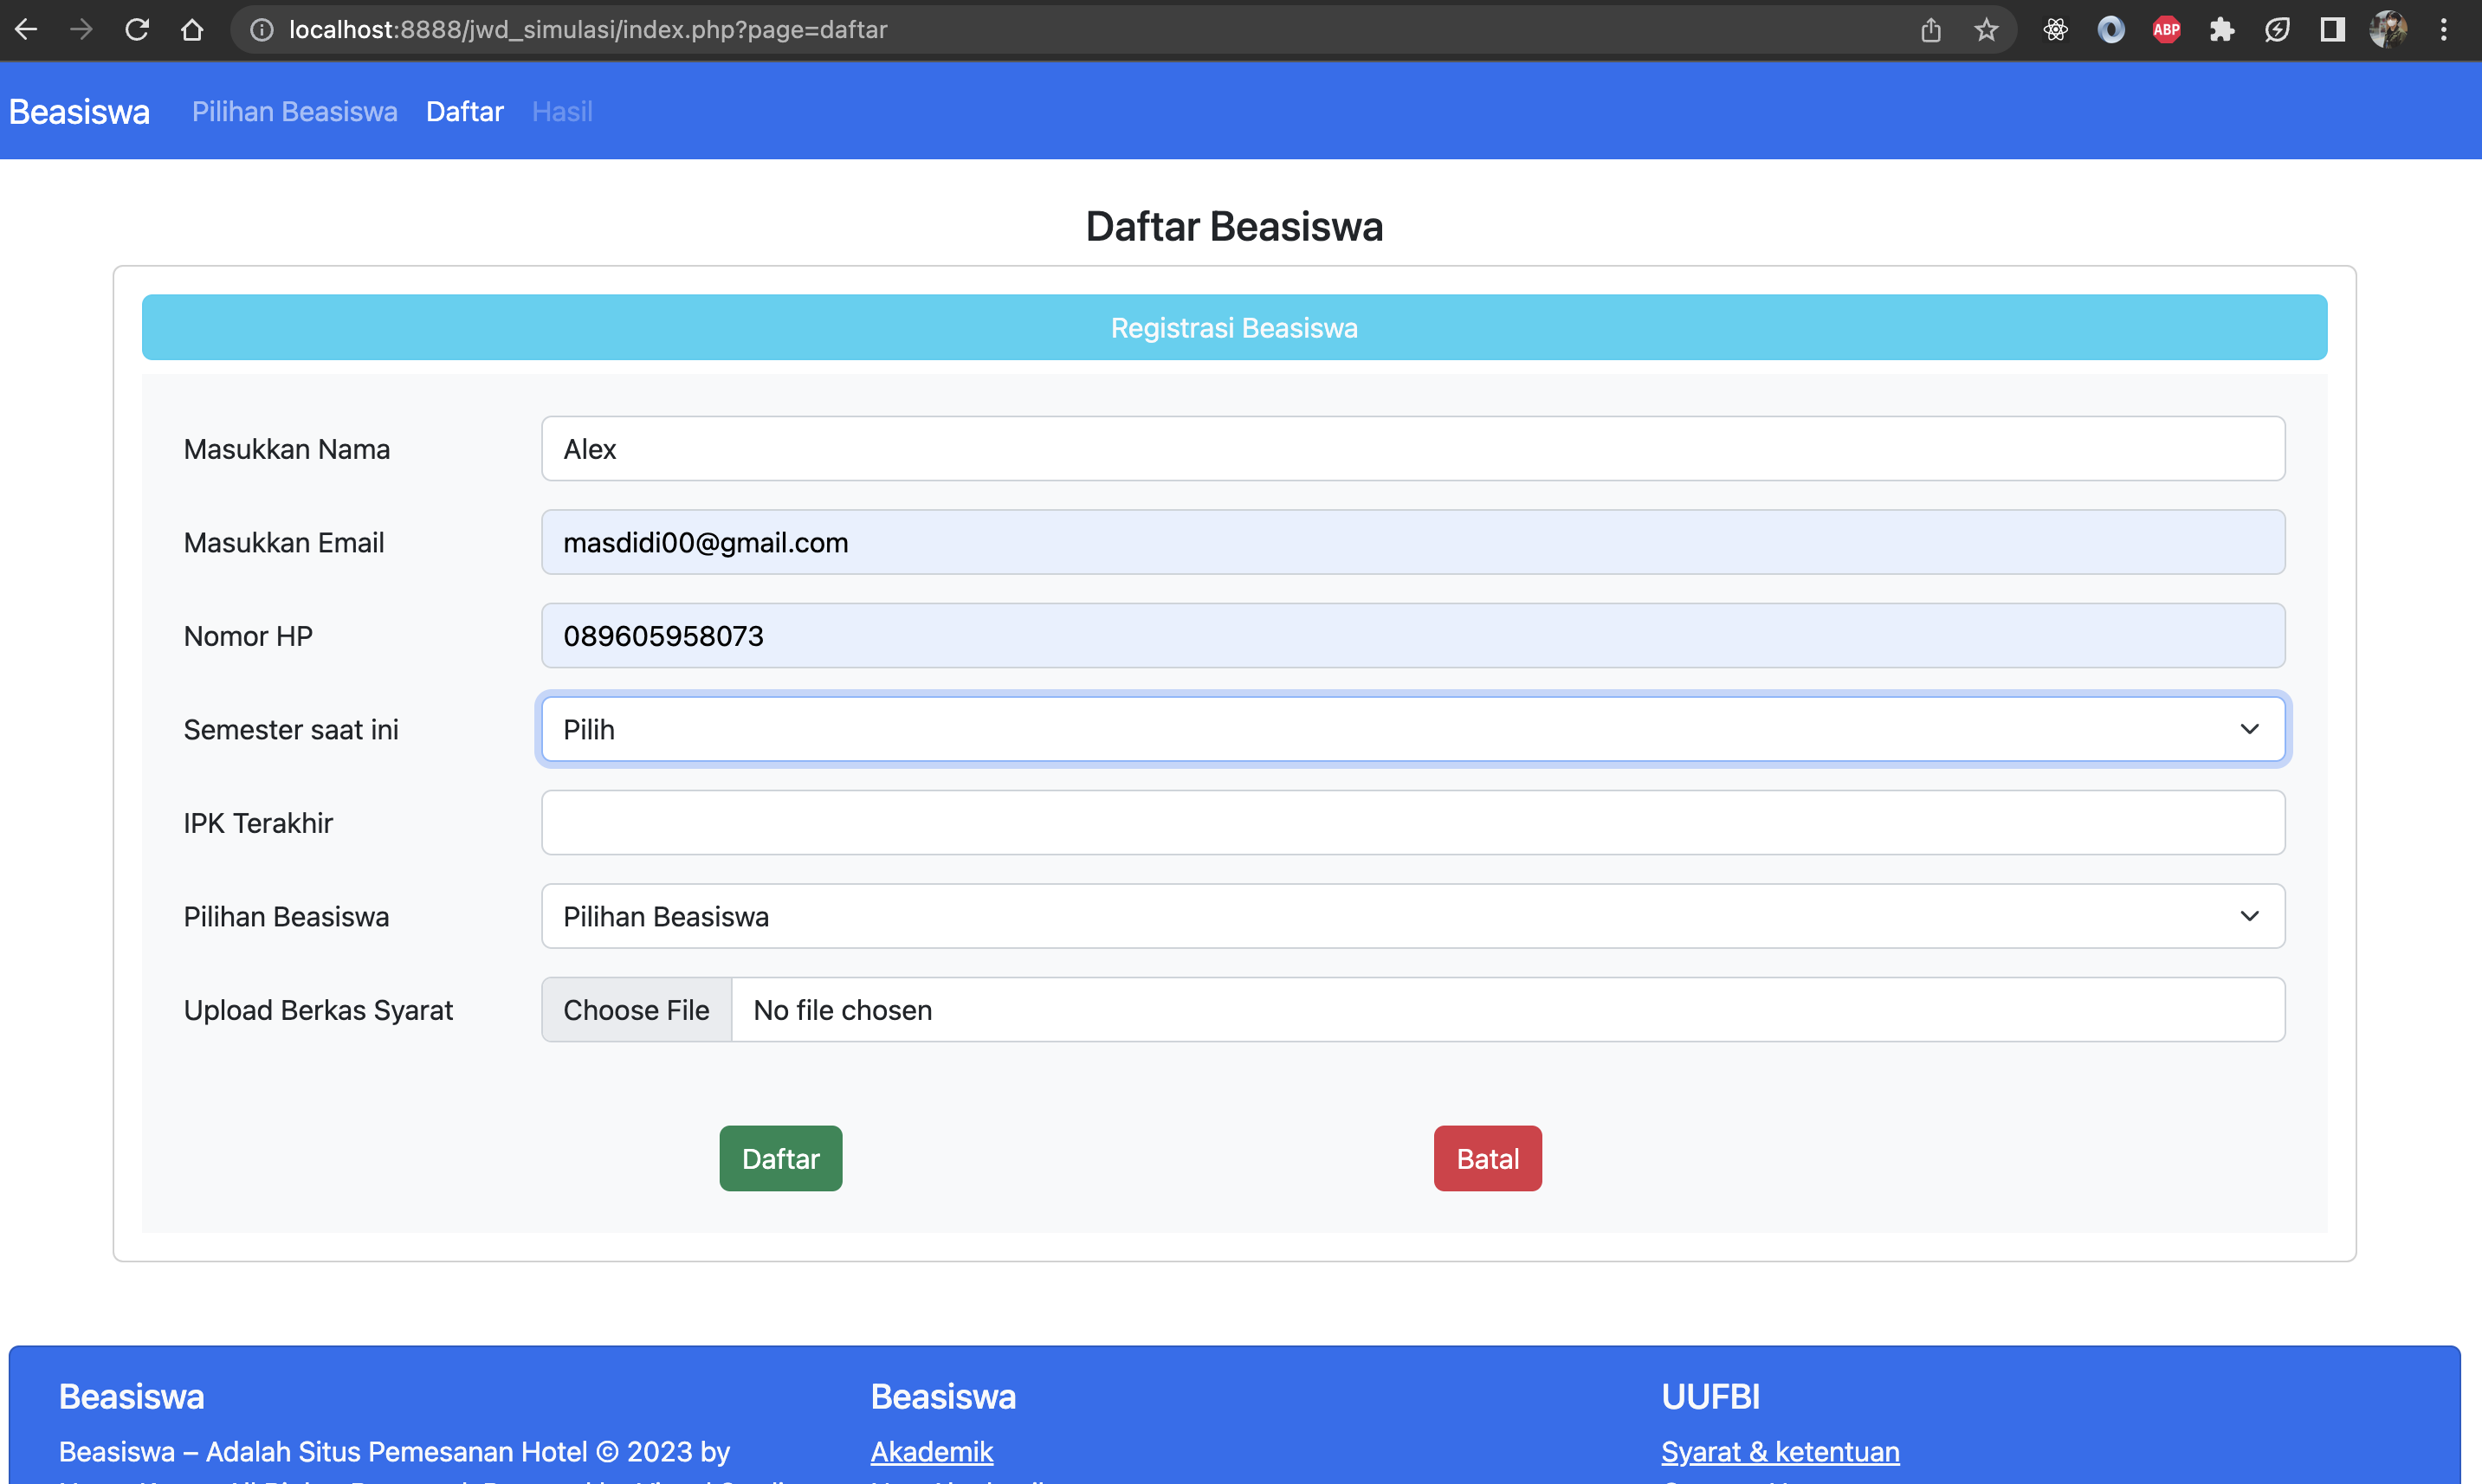 localhost:8888/jwd_simulasi/index.php?page=daftar
ABP
Beasiswa Pilihan Beasiswa Daftar Hasil
Daftar Beasiswa
Registrasi Beasiswa
Masukkan Nama Alex
Masukkan Email masdidi00@gmail.com
Nomor HP 089605958073
Semester saat ini Pilih
IPK Terakhir
Pilihan Beasiswa Pilihan Beasiswa
Upload Berkas Syarat Choose File No file chosen
Daftar Batal
Beasiswa Beasiswa UUFBI
Beasiswa – Adalah Situs Pemesanan Hotel © 2023 by Akademik Syarat & ketentuan